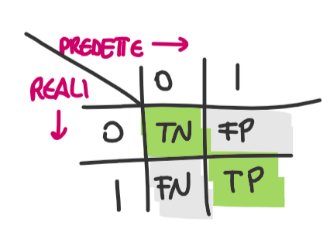 PREDETTE →
REALI ↓
0 1
0 TN FP
1 FN TP